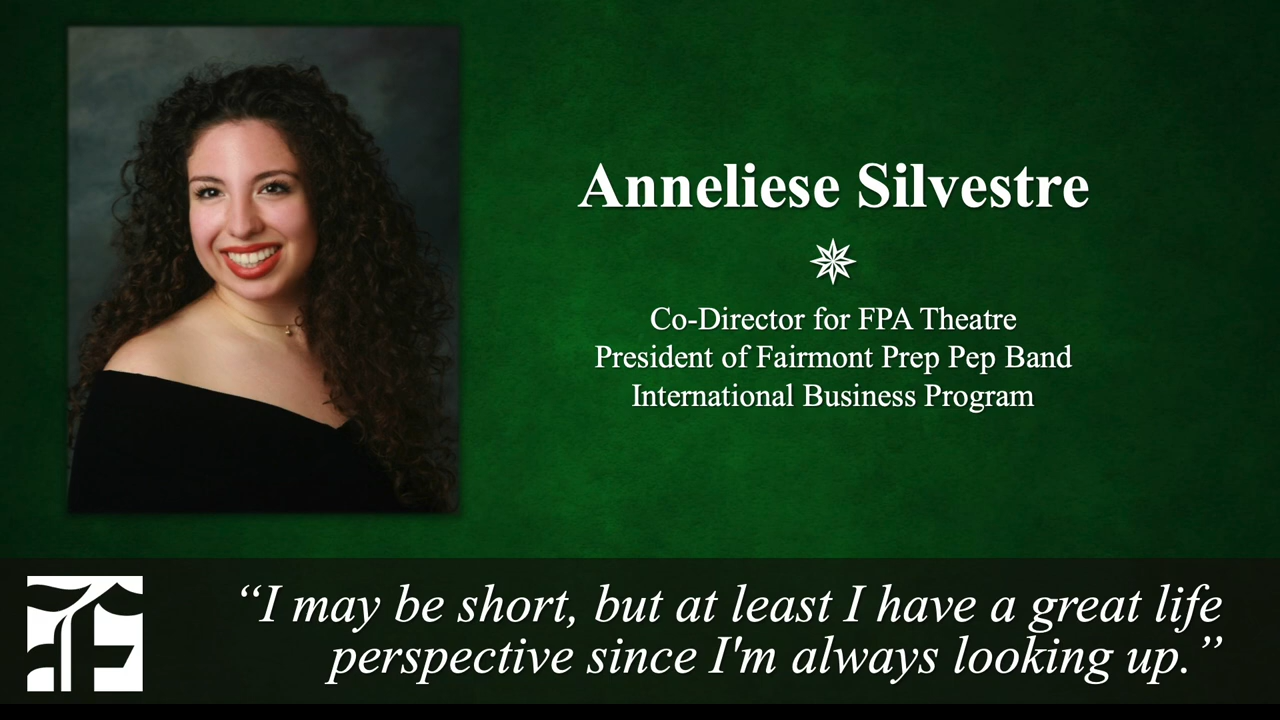 Anneliese Silvestre
Co-Director for FPA Theatre
President of Fairmont Prep Pep Band
International Business Program
“I may be short, but at least I have a great life
perspective since I'm always looking up.”